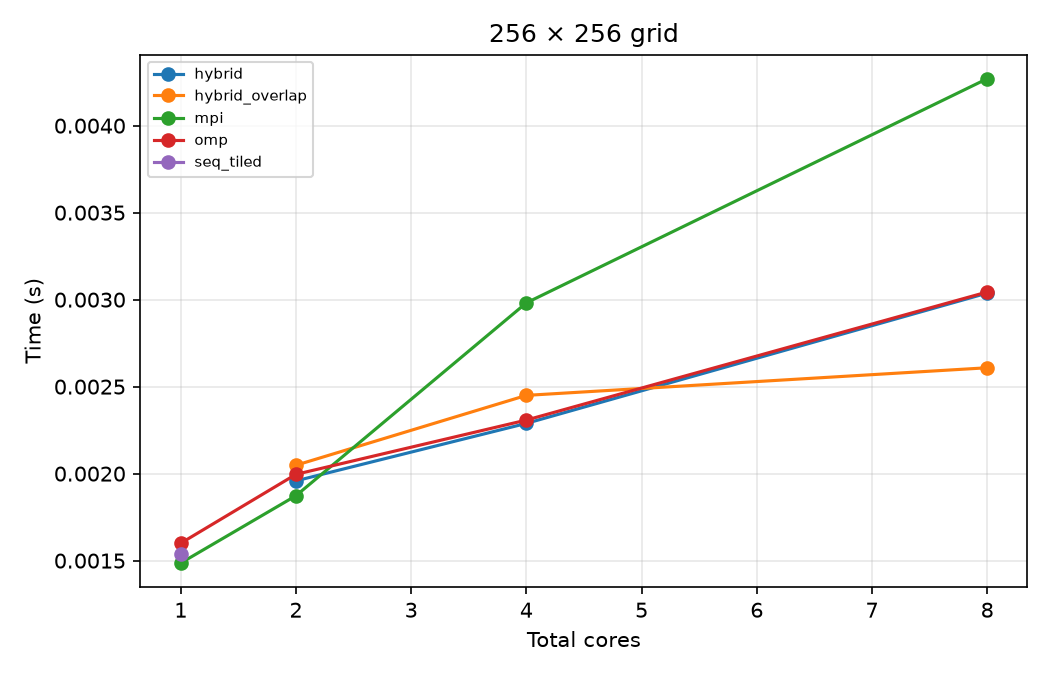 256 × 256 grid
hybrid
hybrid_overlap
mpi
omp
seq_tiled
0.0040
0.0035
0.0030
0.0025
0.0020
0.0015
Time (s)
1 2 3 4 5 6 7 8
Total cores